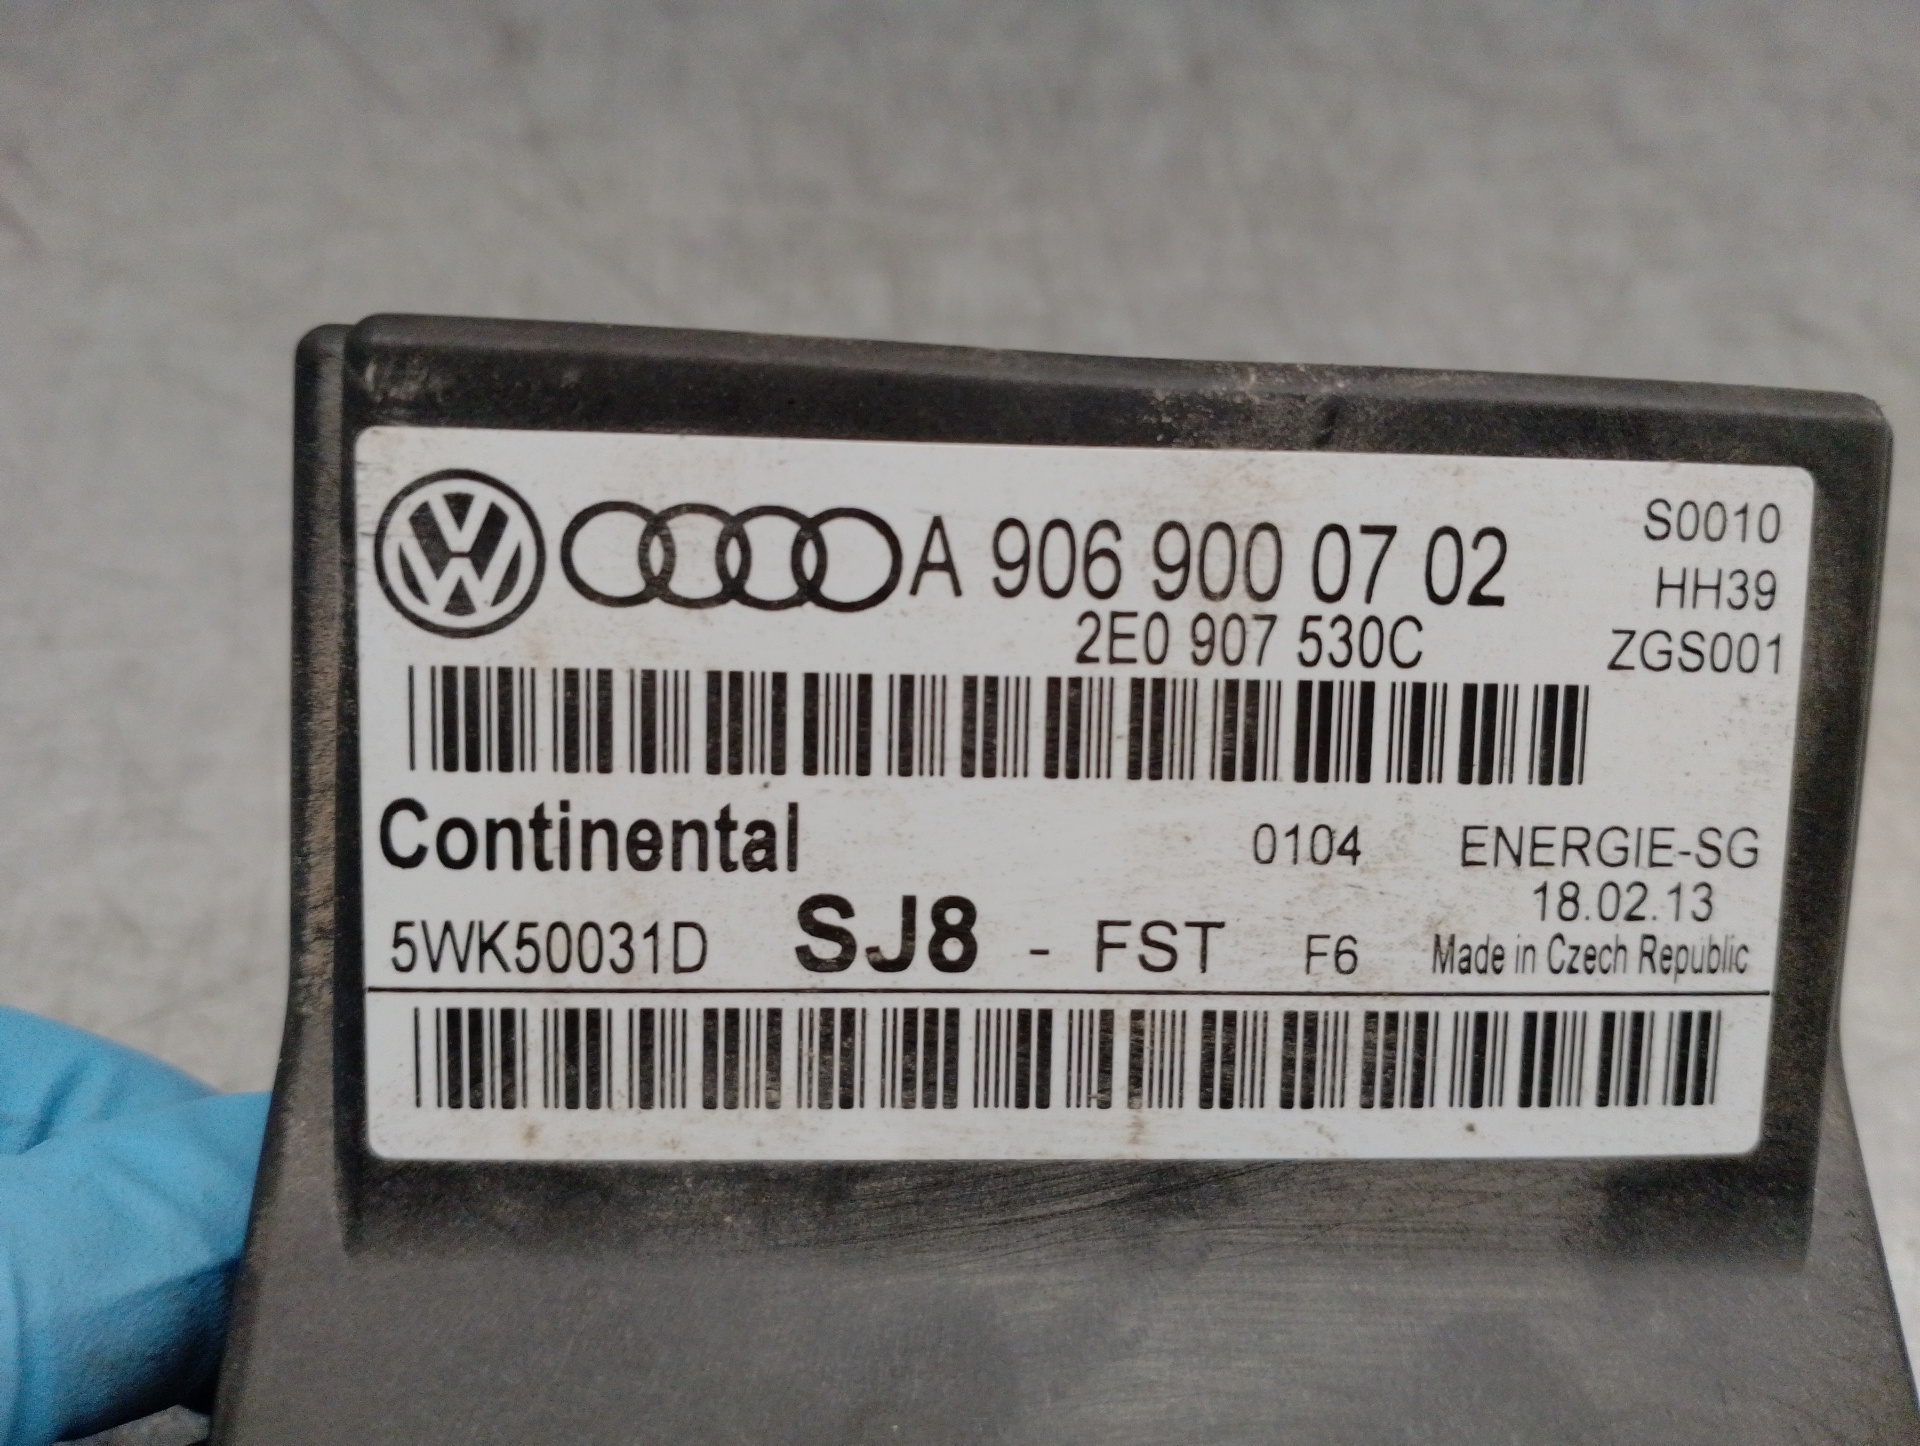 A 906 900 07 02
S0010
2E0 907 530C
HH39
ZGS001
Continental
0104
ENERGIE-SG
18.02.13
5WK50031D
SJ8 - FST
F6
Made in Czech Republic